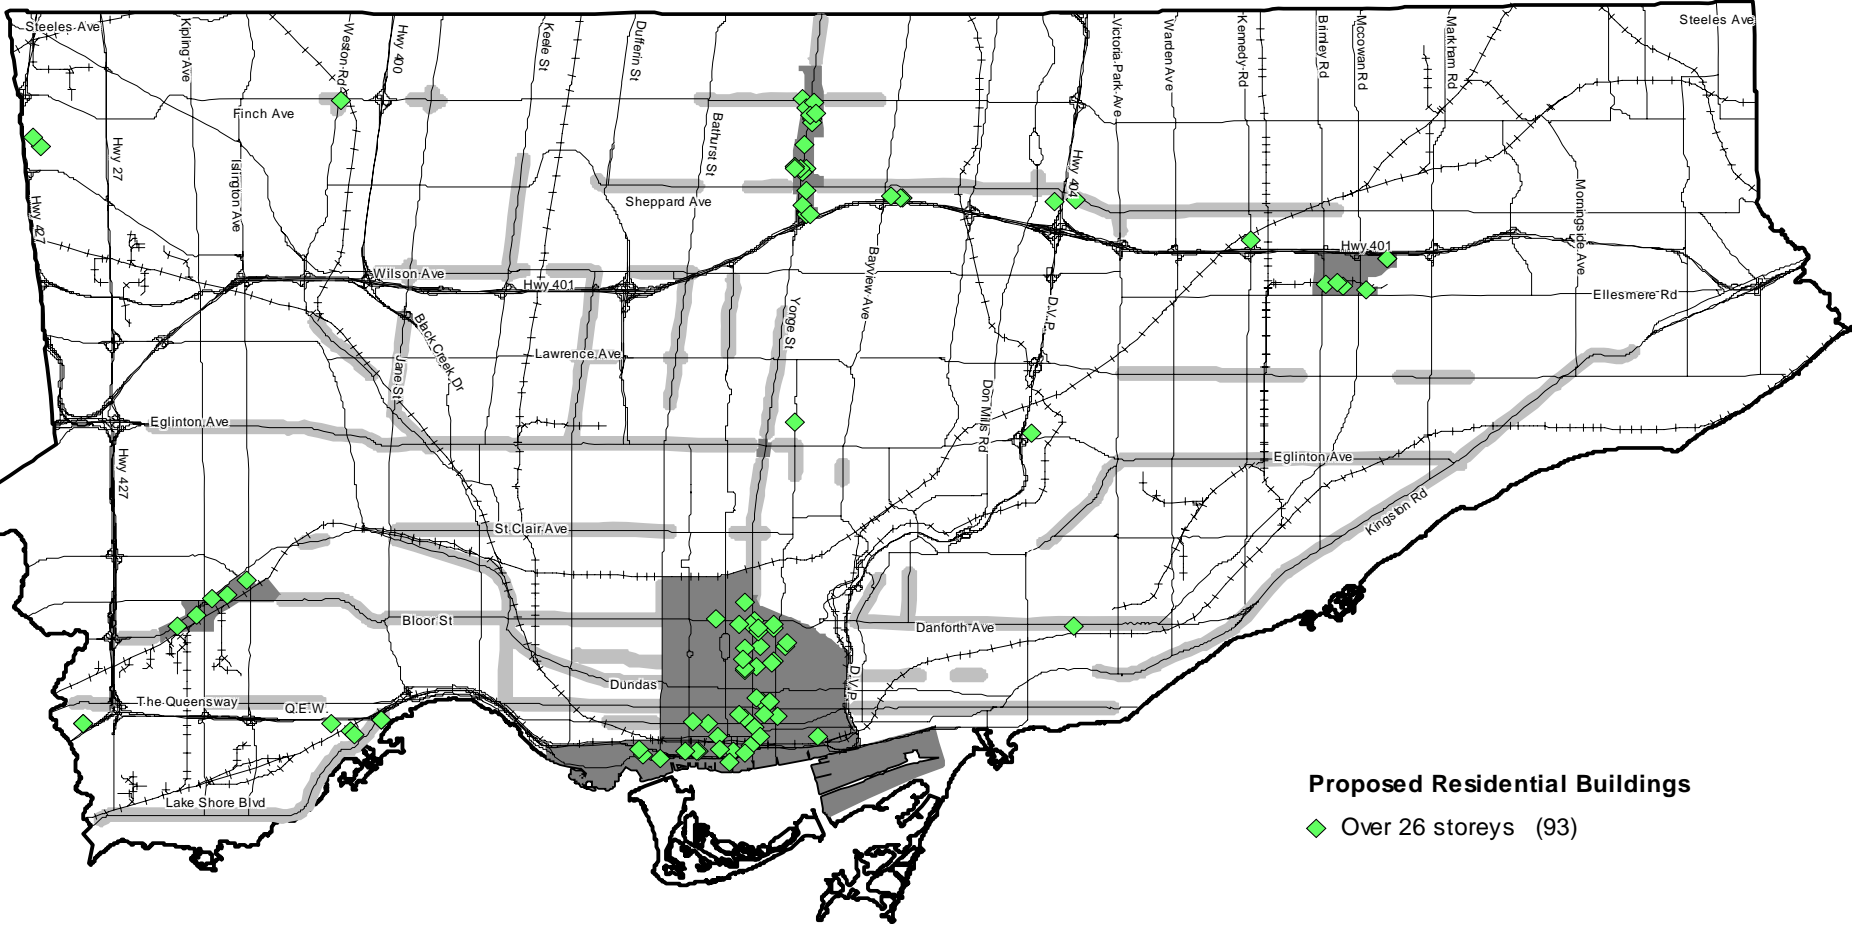 Steeles Ave
Kipling Ave
Weston Rd
Hwy 400
Keele St
Dufferin St
Victoria Park Ave
Warden Ave
Kennedy Rd
Brimley Rd
Mccowan Rd
Markham Rd
Steeles Ave
Finch Ave
Hwy 27
Islington Ave
Bathurst St
Hwy 404
Sheppard Ave
Morningside Ave
Hwy 427
Hwy 401
Wilson Ave
Hwy 401
Bayview Ave
Ellesmere Rd
Yonge St
D.V.P.
Black Creek Dr
Jane St
Lawrence Ave
Don Mills Rd
Eglinton Ave
Hwy 427
Eglinton Ave
Kingston Rd
St Clair Ave
Bloor St
Danforth Ave
Dundas
D.V.P.
The Queensway
Q.E.W.
Lake Shore Blvd
Proposed Residential Buildings
Over 26 storeys (93)